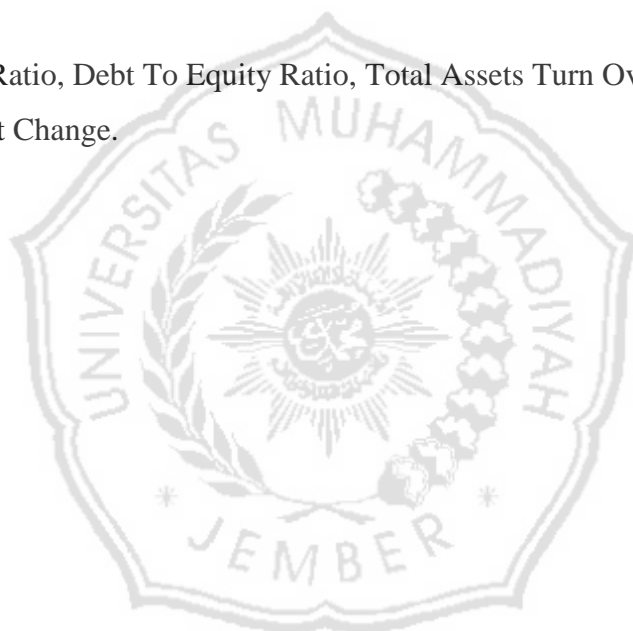 Ratio, Debt To Equity Ratio, Total Assets Turn Ov
t Change.
UNIVERSITAS MUHAMMADIYAH
JEMBER